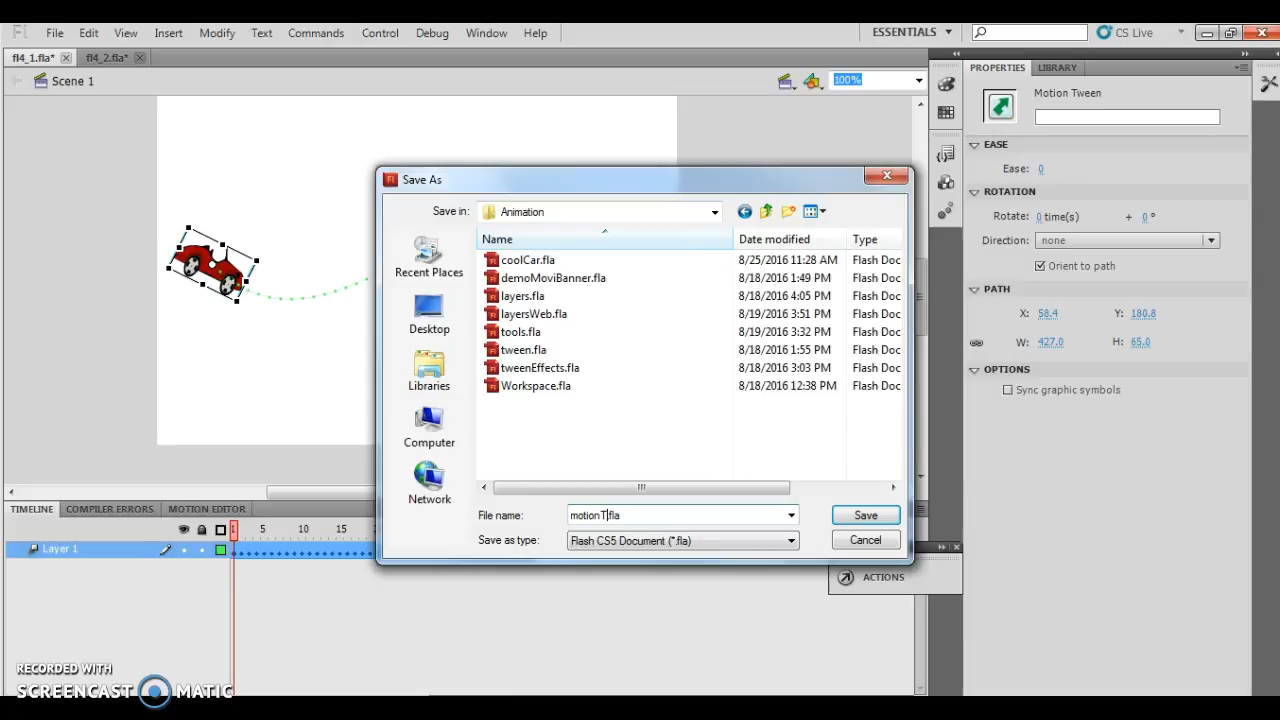 Fl File Edit View Insert Modify Text Commands Control Debug Window Help ESSENTIALS CS Live
fl4_1.fla* fl4_2.fla*
Scene 1 100%
PROPERTIES LIBRARY
Motion Tween
EASE
Ease: 0
ROTATION
Rotate: 0 time(s) + 0 °
Direction: none
Orient to path
PATH
X: 58.4 Y: 180.8
W: 427.0 H: 65.0
OPTIONS
Sync graphic symbols
Save As
Save in: Animation
Recent Places
Desktop
Libraries
Computer
Network
Name Date modified Type
coolCar.fla 8/25/2016 11:28 AM Flash Doc
demoMoviBanner.fla 8/18/2016 1:49 PM Flash Doc
layers.fla 8/18/2016 4:05 PM Flash Doc
layersWeb.fla 8/19/2016 3:51 PM Flash Doc
tools.fla 8/19/2016 3:32 PM Flash Doc
tween.fla 8/18/2016 1:55 PM Flash Doc
tweenEffects.fla 8/18/2016 3:03 PM Flash Doc
Workspace.fla 8/18/2016 12:38 PM Flash Doc
File name: motionT.fla Save
Save as type: Flash CS5 Document (*.fla) Cancel
TIMELINE COMPILER ERRORS MOTION EDITOR
1 5 10 15
Layer 1
ACTIONS
RECORDED WITH
SCREENCAST MATIC